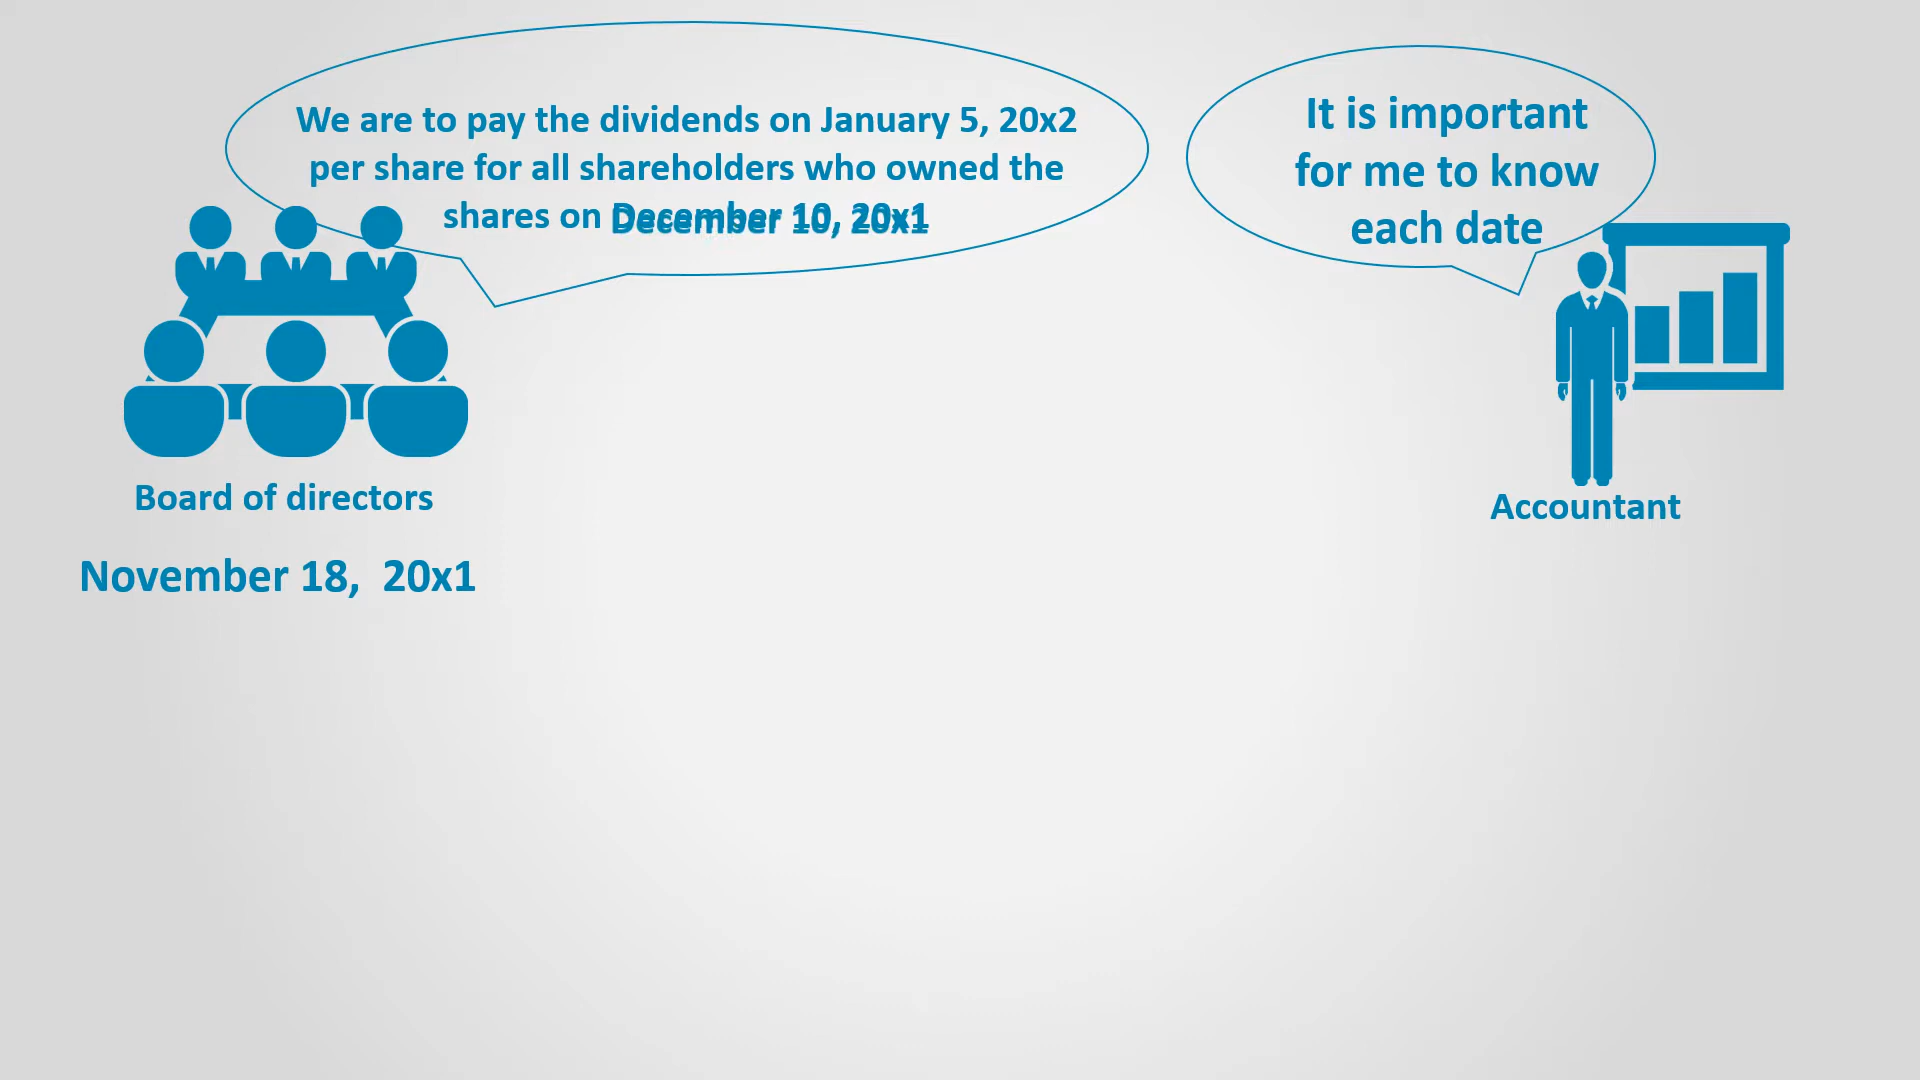 We are to pay the dividends on January 5, 20x2
per share for all shareholders who owned the
shares on December 10, 20x1
It is important
for me to know
each date
Board of directors
Accountant
November 18, 20x1